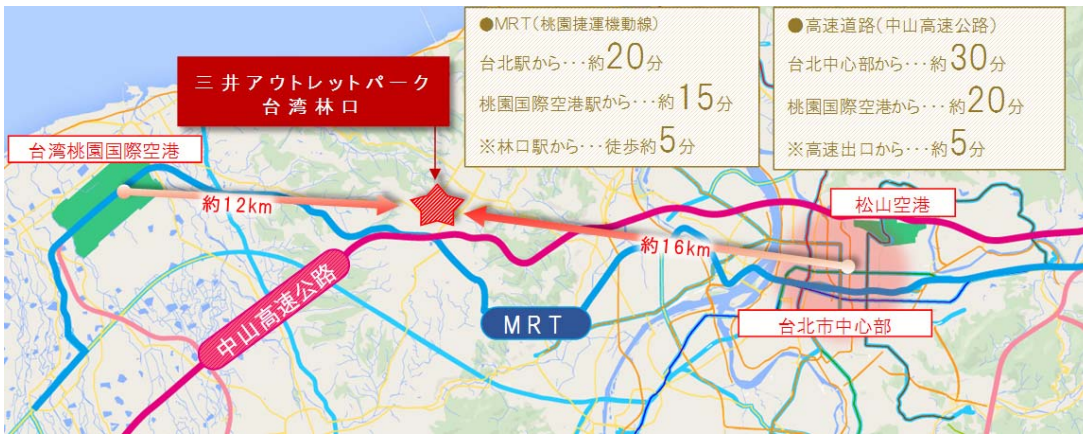 ●MRT(桃園捷運機動線)
台北駅から･･･約20分
桃園国際空港駅から･･･約15分
※林口駅から･･･徒歩約5分
●高速道路(中山高速公路)
台北中心部から･･･約30分
桃園国際空港から･･･約20分
※高速出口から･･･約5分
三井アウトレットパーク
台湾林口
台湾桃園国際空港
約12km
松山空港
約16km
中山高速公路
MRT
台北市中心部